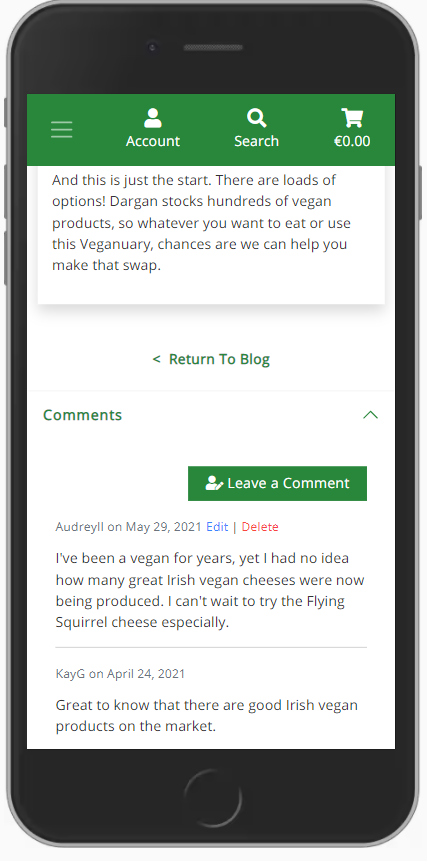 Account Search €0.00
And this is just the start. There are loads of
options! Dargan stocks hundreds of vegan
products, so whatever you want to eat or use
this Veganuary, chances are we can help you
make that swap.
< Return To Blog
Comments
Leave a Comment
AudreyII on May 29, 2021 Edit | Delete
I've been a vegan for years, yet I had no idea
how many great Irish vegan cheeses were now
being produced. I can't wait to try the Flying
Squirrel cheese especially.
KayG on April 24, 2021
Great to know that there are good Irish vegan
products on the market.